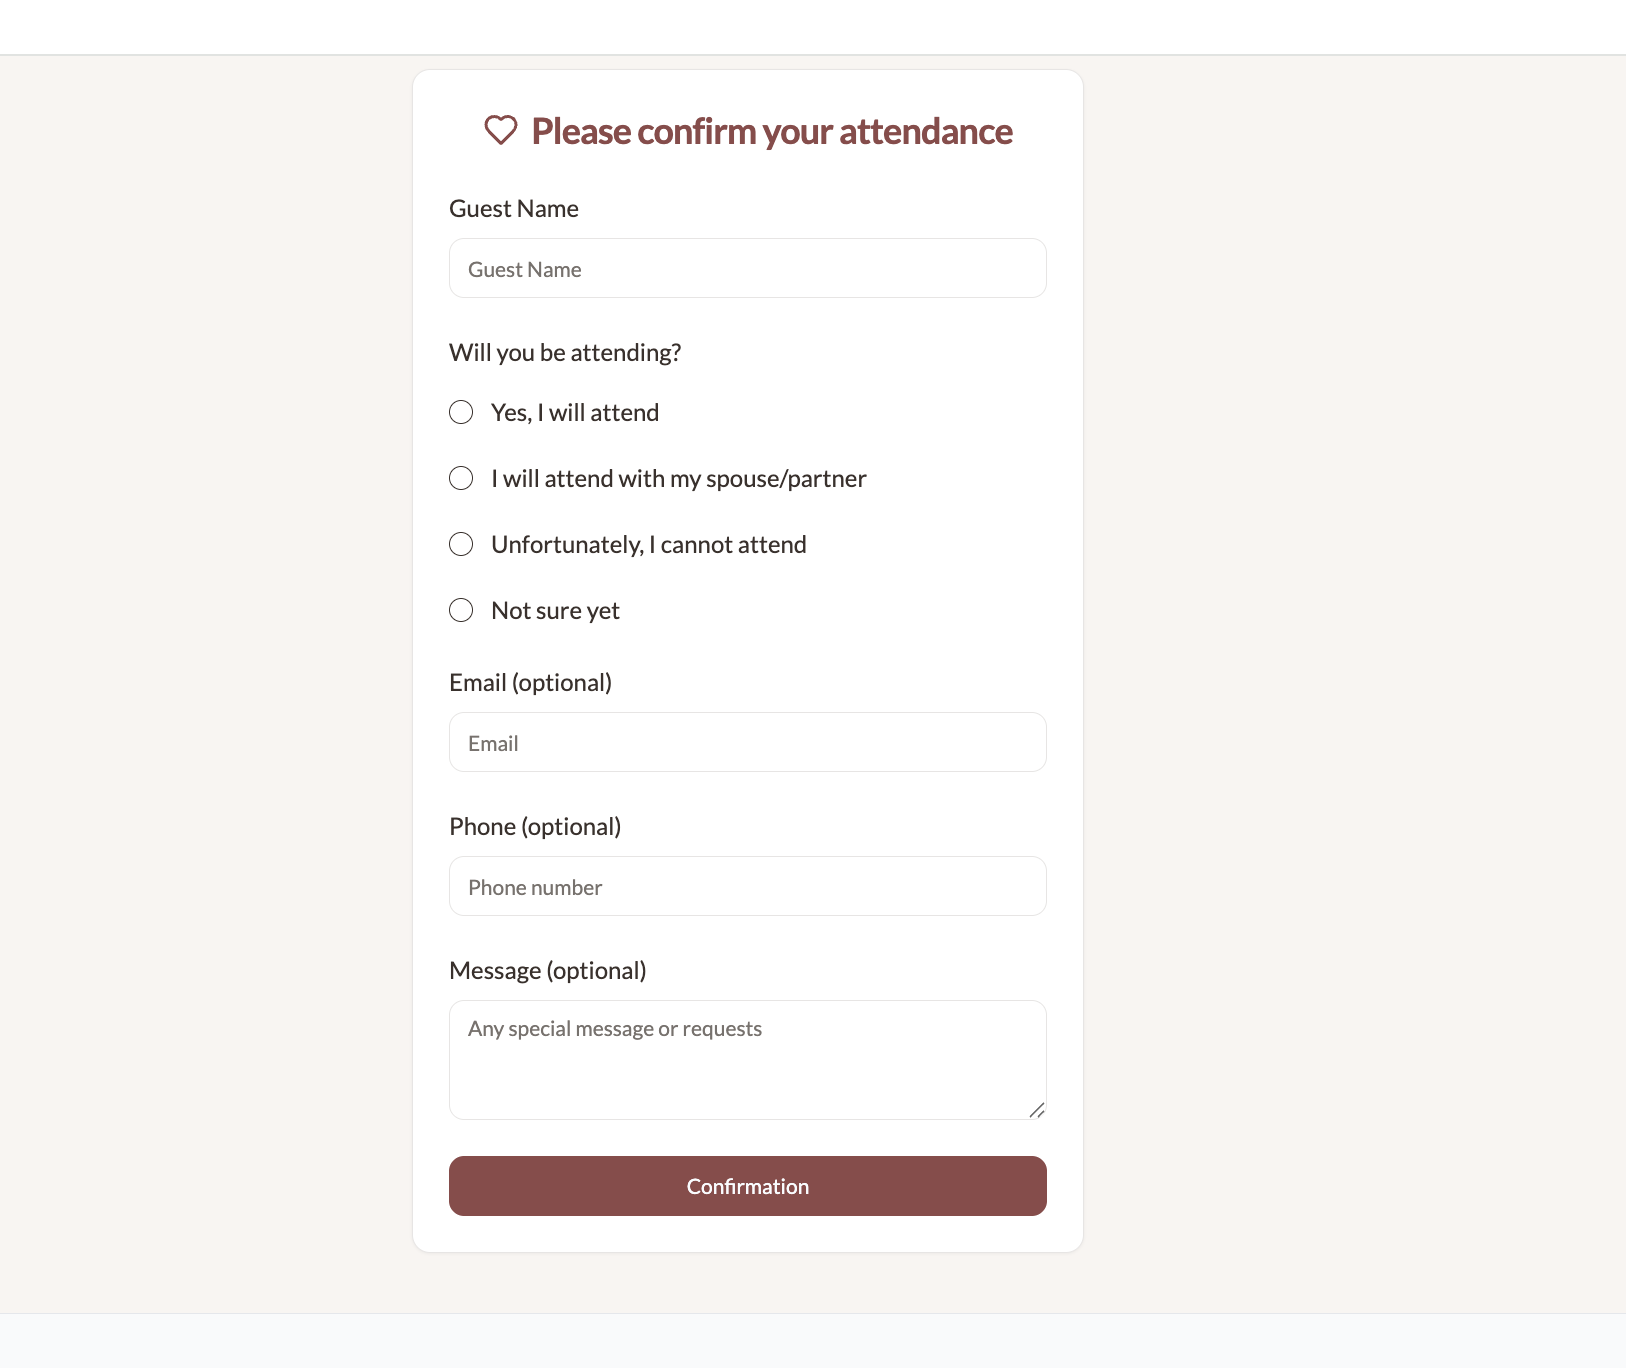 Please confirm your attendance
Guest Name
Guest Name
Will you be attending?
Yes, I will attend
I will attend with my spouse/partner
Unfortunately, I cannot attend
Not sure yet
Email (optional)
Email
Phone (optional)
Phone number
Message (optional)
Any special message or requests
Confirmation